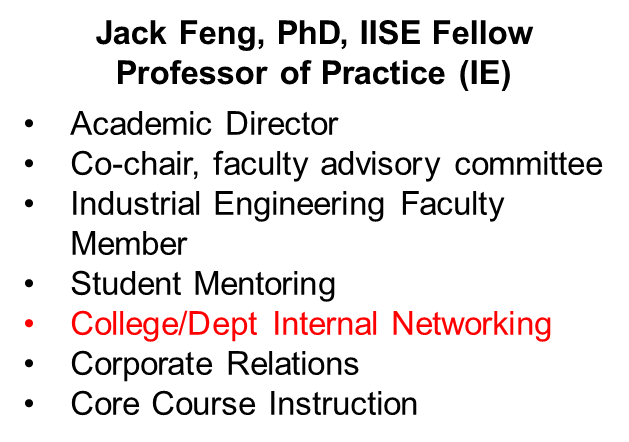 Jack Feng, PhD, IISE Fellow
Professor of Practice (IE)
• Academic Director
• Co-chair, faculty advisory committee
• Industrial Engineering Faculty
Member
• Student Mentoring
• College/Dept Internal Networking
• Corporate Relations
• Core Course Instruction